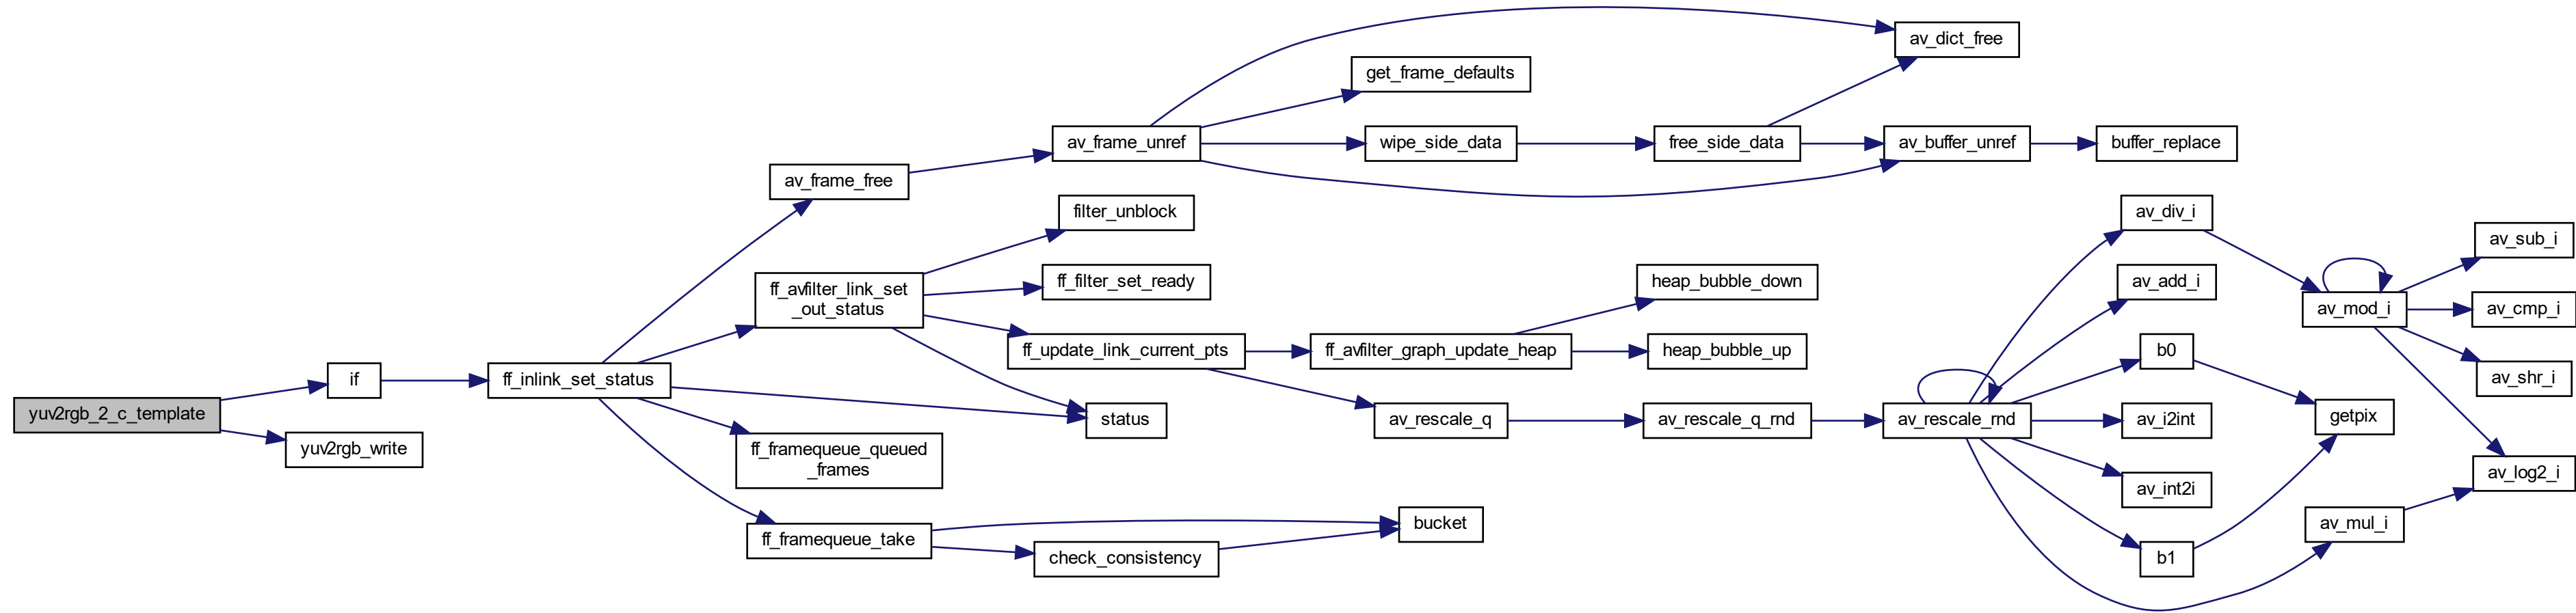 yuv2rgb_2_c_template
if
yuv2rgb_write
ff_inlink_set_status
av_frame_free
ff_avfilter_link_set
_out_status
ff_framequeue_queued
_frames
ff_framequeue_take
av_frame_unref
filter_unblock
ff_filter_set_ready
ff_update_link_current_pts
status
check_consistency
get_frame_defaults
wipe_side_data
ff_avfilter_graph_update_heap
av_rescale_q
bucket
free_side_data
heap_bubble_down
heap_bubble_up
av_rescale_q_rnd
av_dict_free
av_buffer_unref
av_rescale_rnd
buffer_replace
av_div_i
av_add_i
b0
av_i2int
av_int2i
b1
av_mod_i
getpix
av_mul_i
av_sub_i
av_cmp_i
av_shr_i
av_log2_i